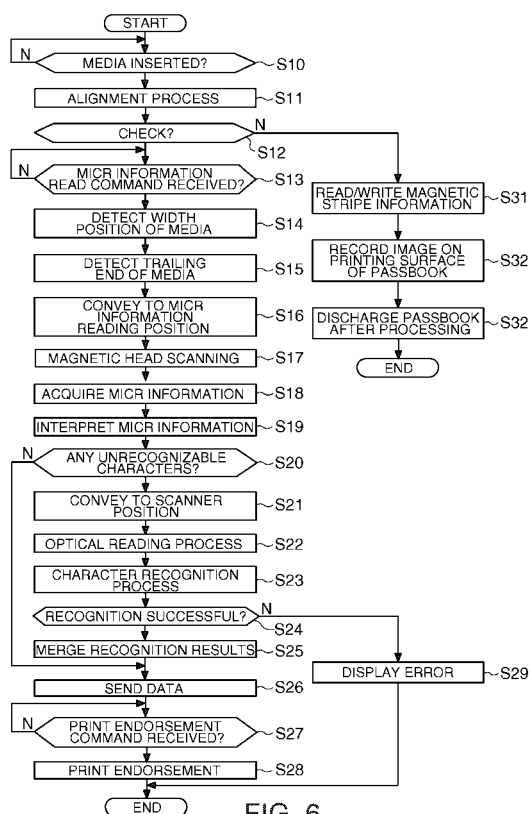 START
N
MEDIA INSERTED?
S10
ALIGNMENT PROCESS
S11
CHECK?
N
S12
N
MICR INFORMATION
READ COMMAND RECEIVED?
S13
DETECT WIDTH
POSITION OF MEDIA
S14
DETECT TRAILING
END OF MEDIA
S15
CONVEY TO MICR
INFORMATION
READING POSITION
S16
MAGNETIC HEAD SCANNING
S17
ACQUIRE MICR INFORMATION
S18
INTERPRET MICR INFORMATION
S19
N
ANY UNRECOGNIZABLE
CHARACTERS?
S20
CONVEY TO SCANNER
POSITION
S21
OPTICAL READING PROCESS
S22
CHARACTER RECOGNITION
PROCESS
S23
RECOGNITION SUCCESSFUL?
N
S24
MERGE RECOGNITION RESULTS
S25
SEND DATA
S26
N
PRINT ENDORSEMENT
COMMAND RECEIVED?
S27
PRINT ENDORSEMENT
S28
END
READ/WRITE MAGNETIC
STRIPE INFORMATION
S31
RECORD IMAGE ON
PRINTING SURFACE
OF PASSBOOK
S32
DISCHARGE PASSBOOK
AFTER PROCESSING
S32
END
DISPLAY ERROR
S29
FIG. 6